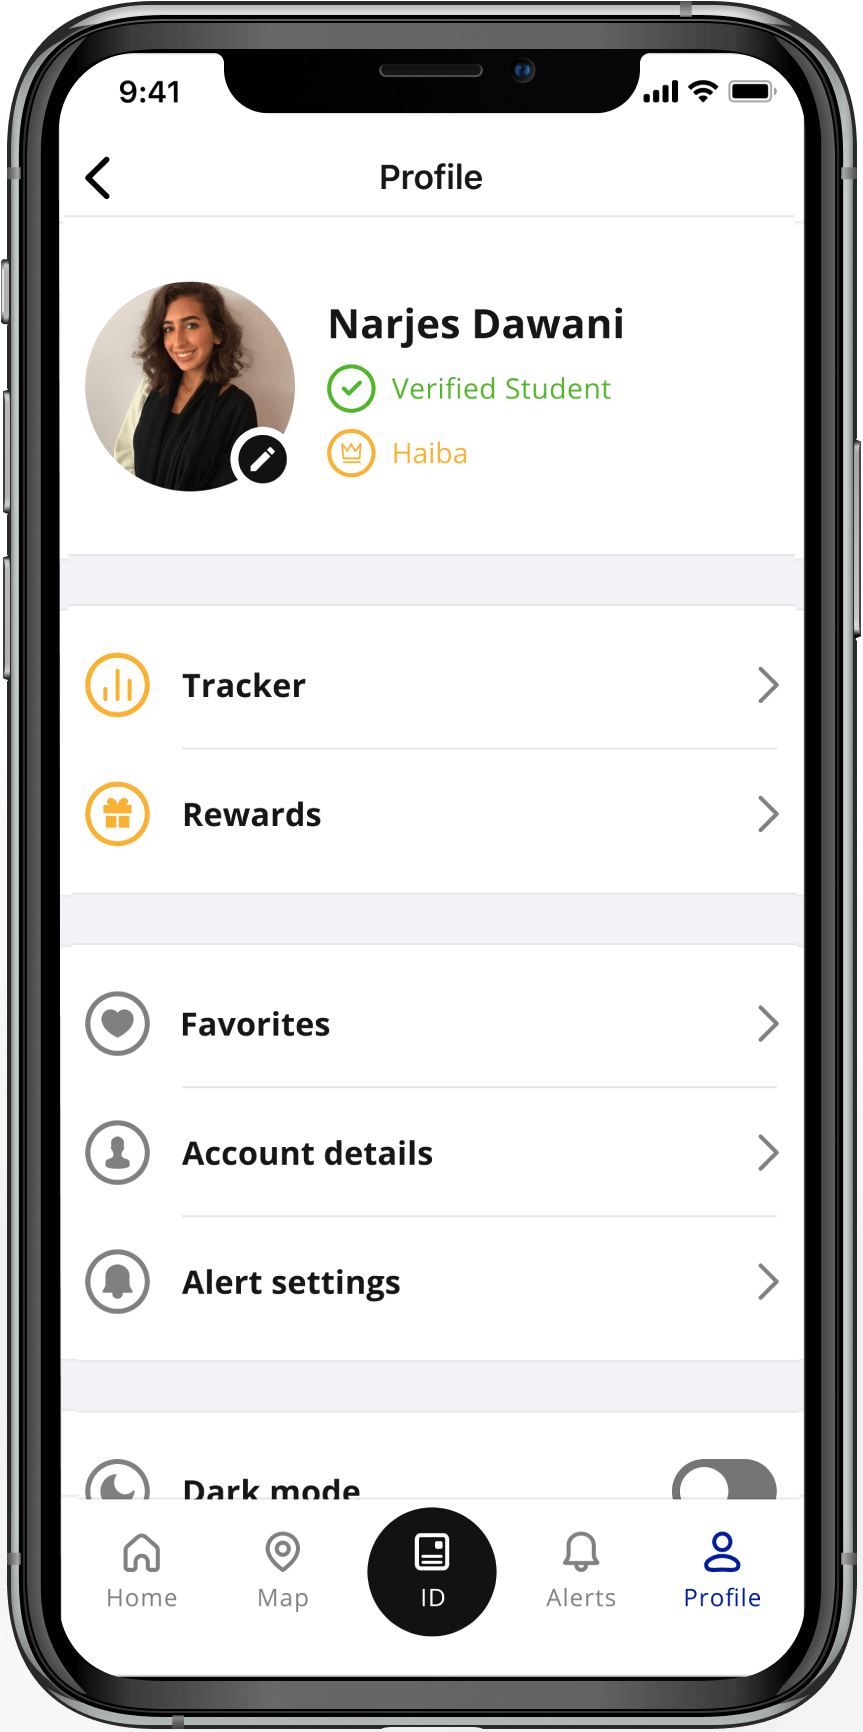 9:41
Profile
Narjes Dawani
Verified Student
Haiba
Tracker
Rewards
Favorites
Account details
Alert settings
Dark mode
Home
Map
ID
Alerts
Profile